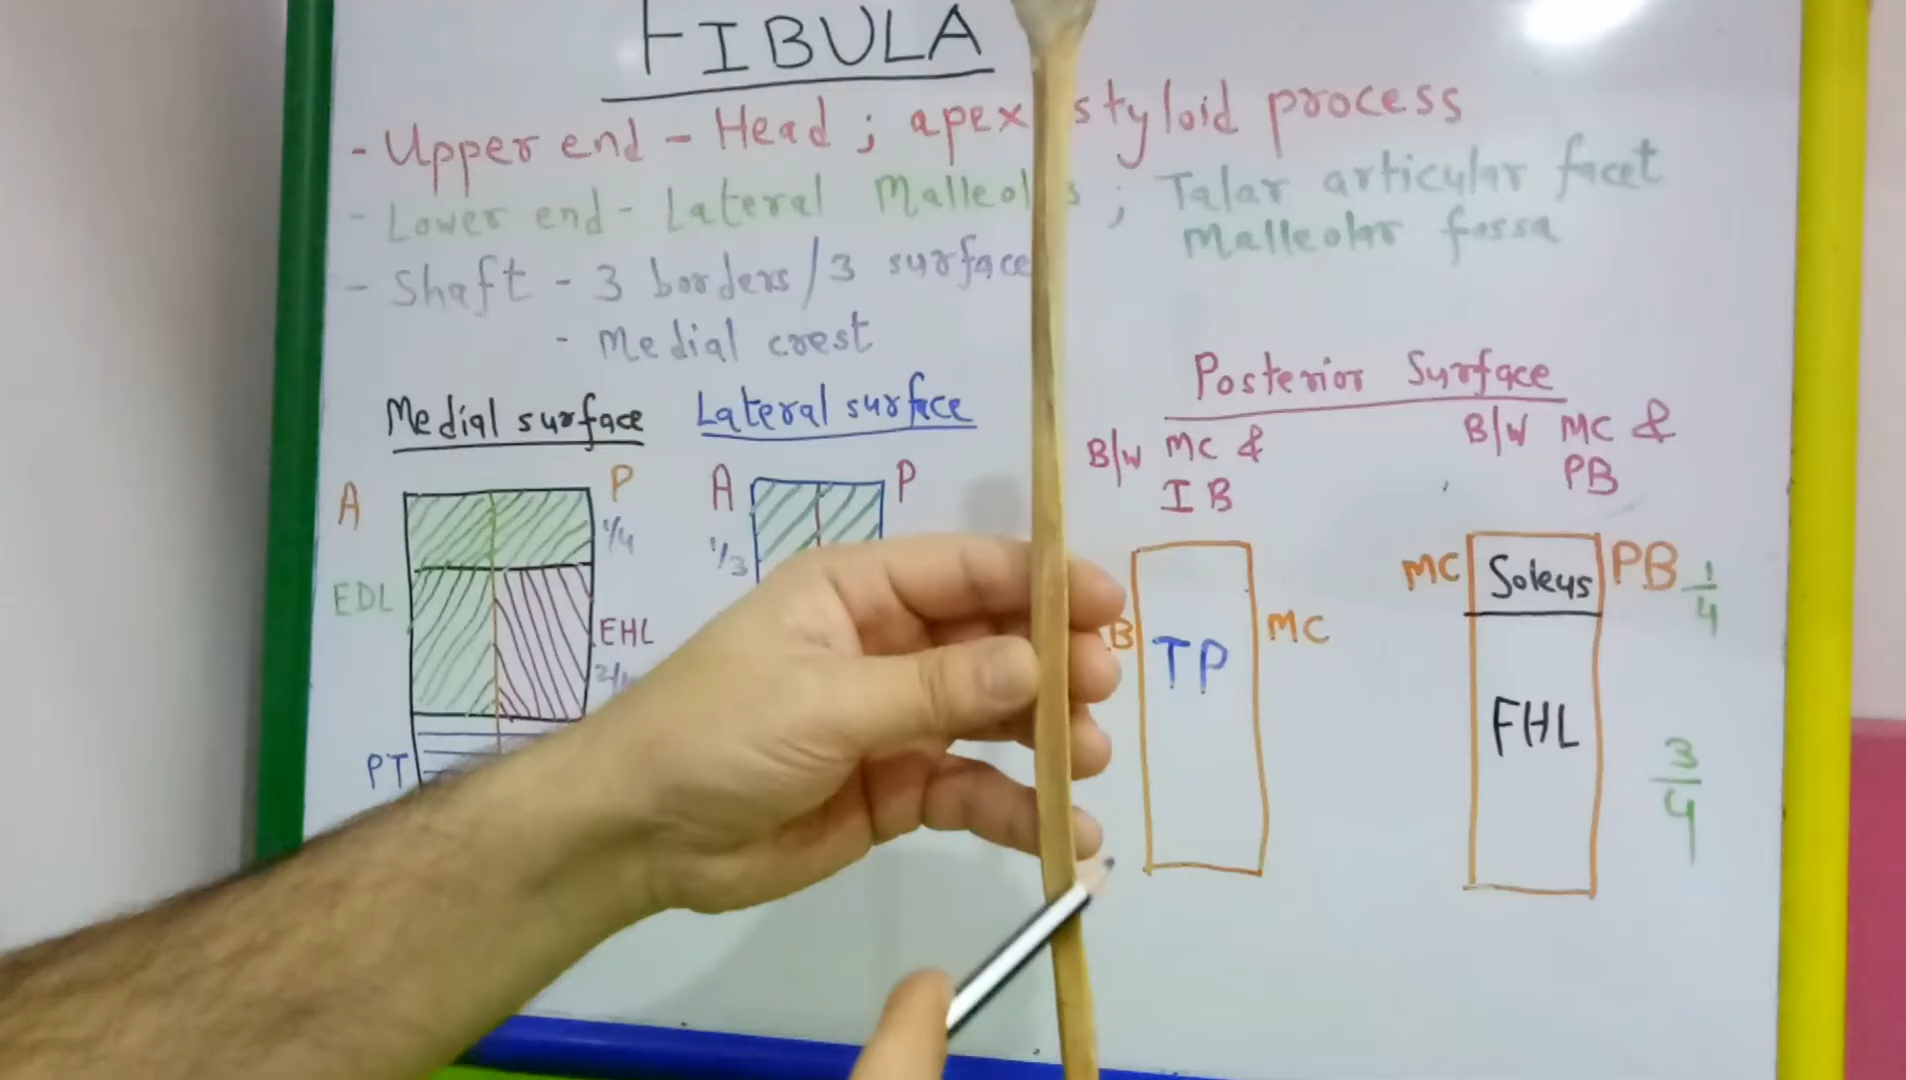 FIBULA
- Upper end - Head ; apex styloid process
- Lower end - Lateral Malleolus ; Talar articular facet
Malleolar fossa
- Shaft - 3 borders / 3 surface
- Medial crest
Medial surface
A
P
1/4
EDL
EHL
PT
Lateral surface
A
P
1/3
Posterior Surface
B/W MC &
IB
B/W MC &
PB
B
TP
MC
MC
Soleus
PB
1/4
FHL
3/4